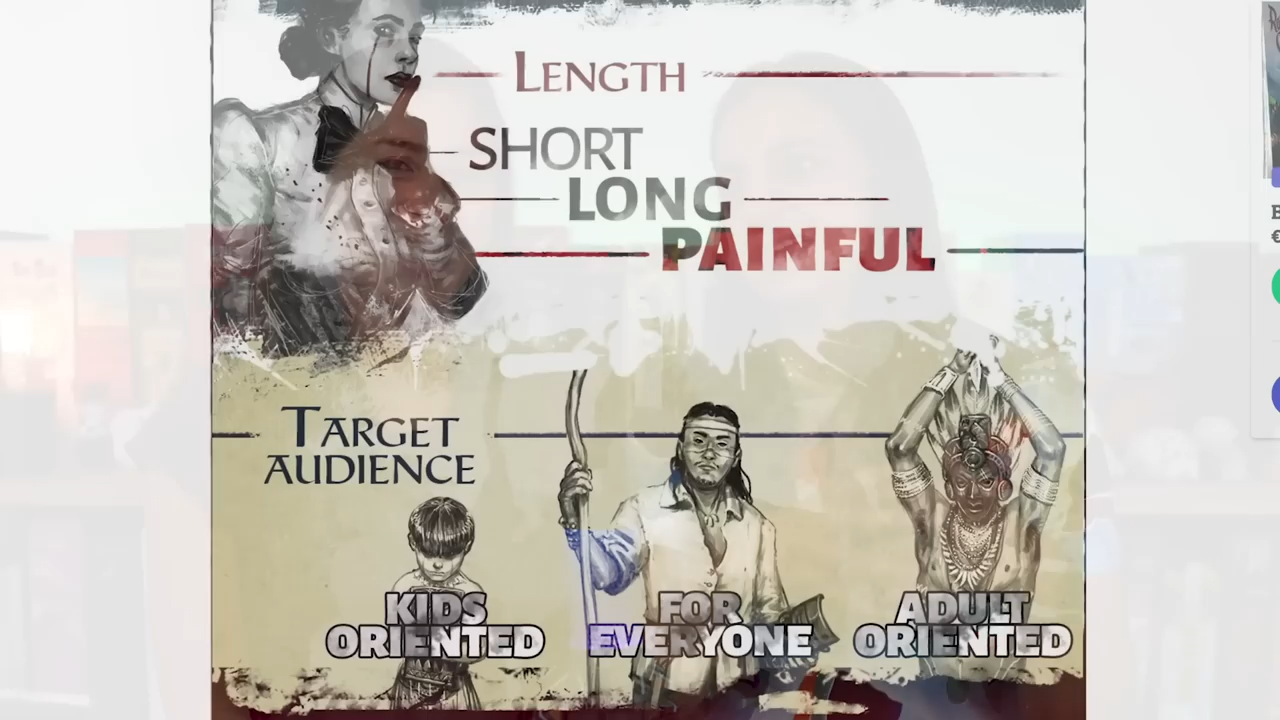 LENGTH
SHORT
LONG
PAINFUL
TARGET
AUDIENCE
KIDS
ORIENTED
FOR
EVERYONE
ADULT
ORIENTED